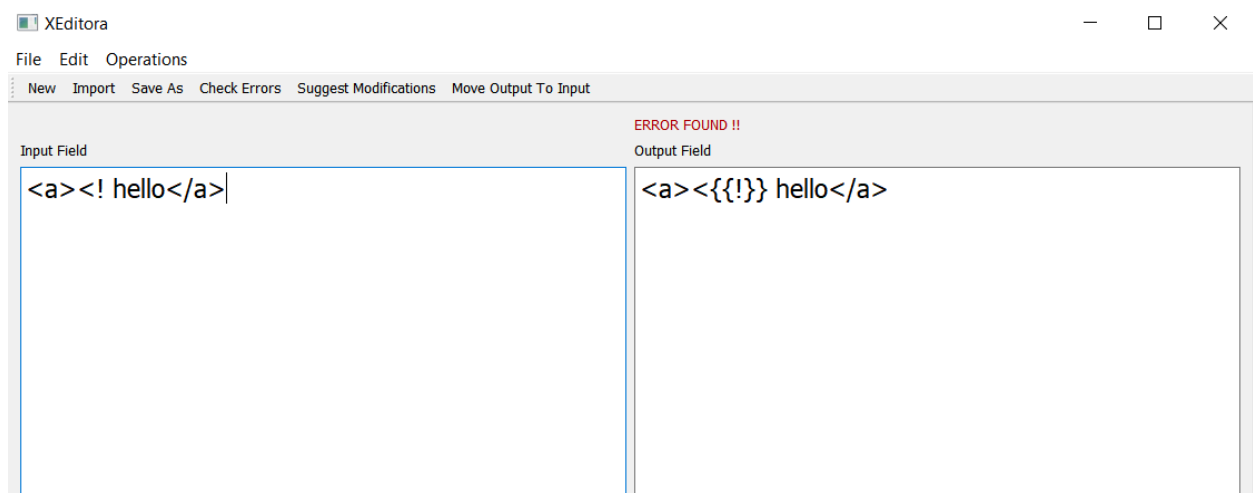 XEditora
File Edit Operations
New Import Save As Check Errors Suggest Modifications Move Output To Input
ERROR FOUND !!
Input Field
Output Field
<a><! hello</a>
<a><{{!}} hello</a>